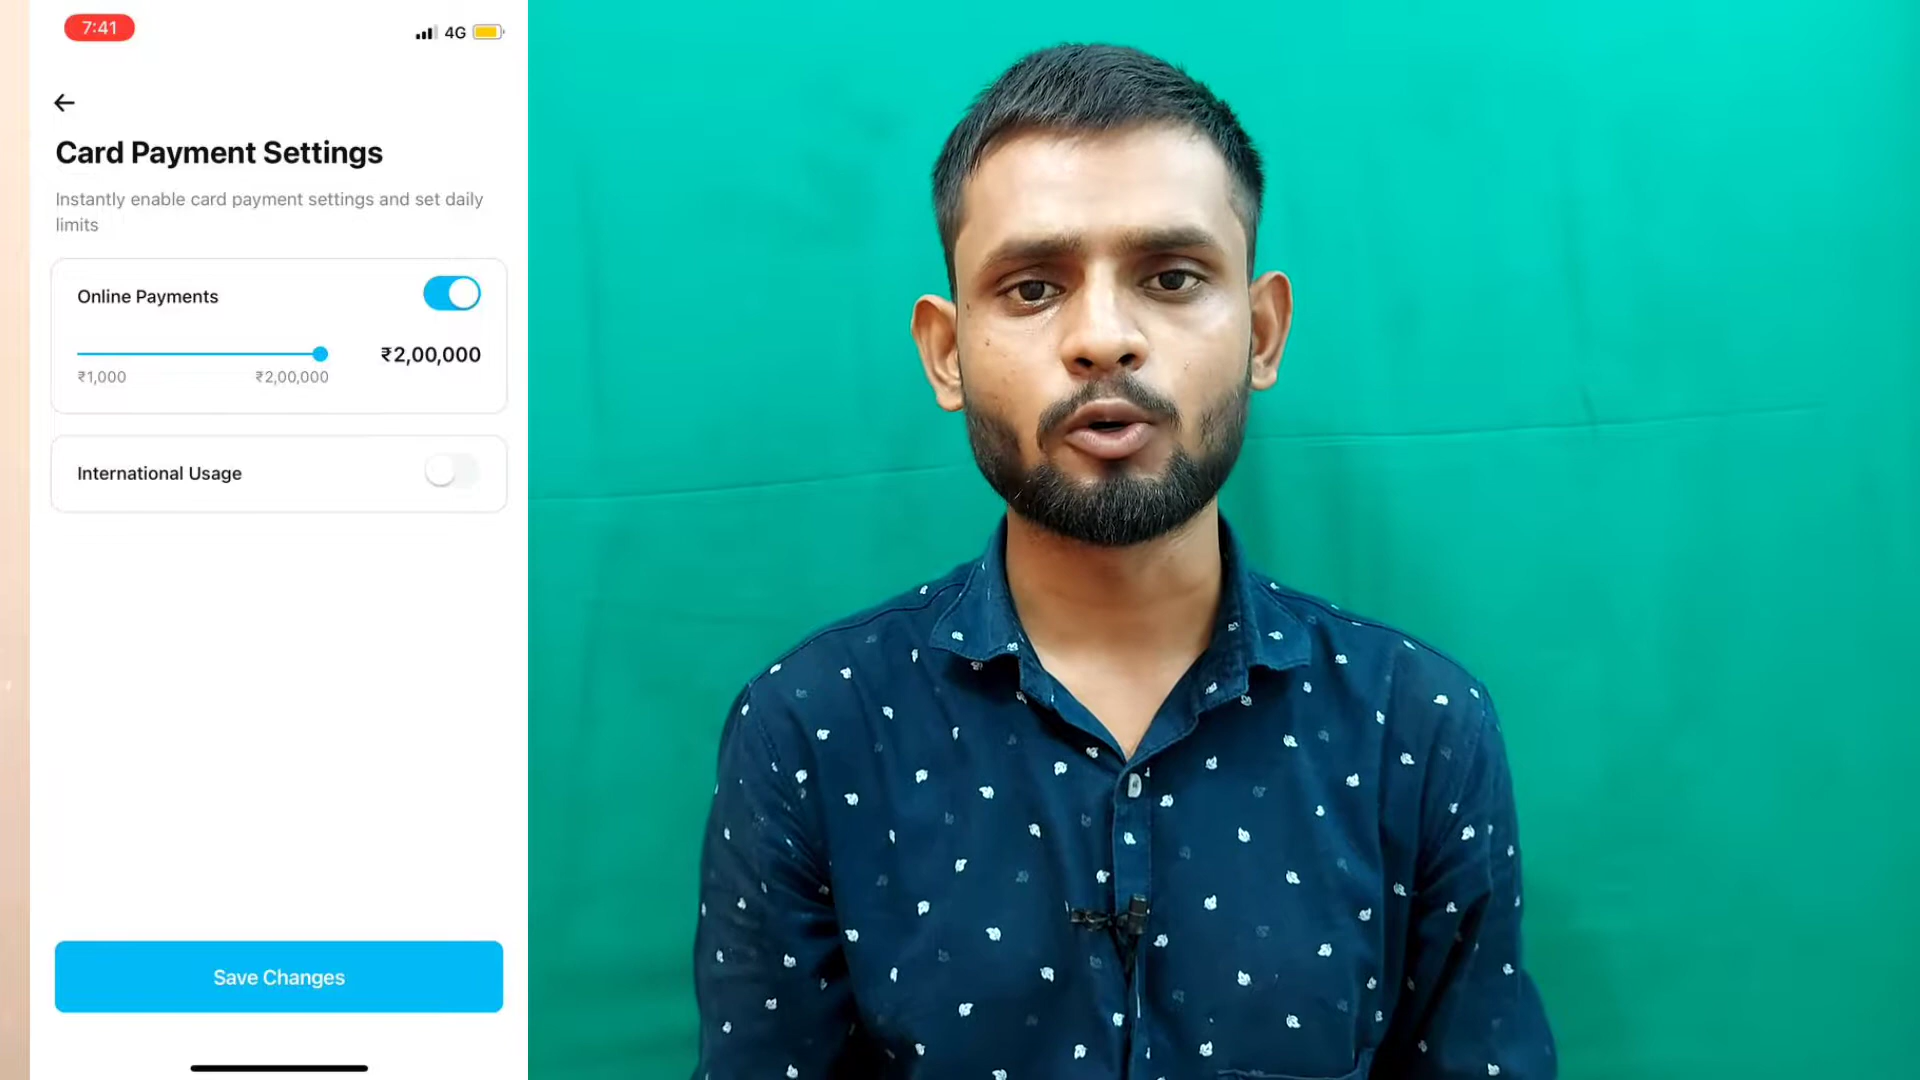 7:41
4G
Card Payment Settings
Instantly enable card payment settings and set daily
limits
Online Payments
₹2,00,000
₹1,000 ₹2,00,000
International Usage
Save Changes